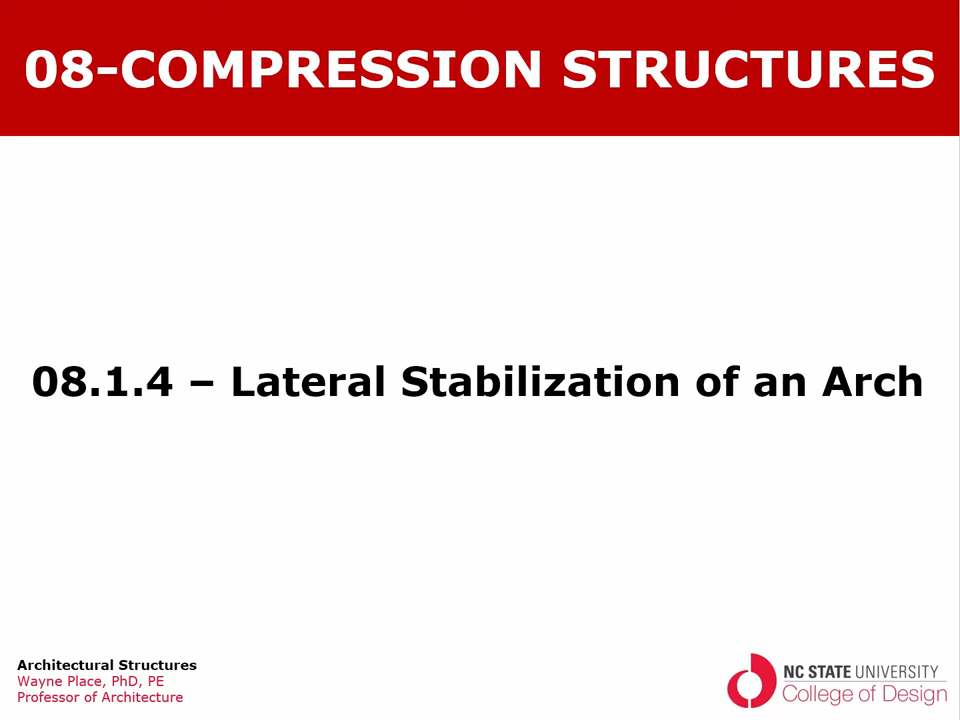 08-COMPRESSION STRUCTURES
08.1.4 – Lateral Stabilization of an Arch
Architectural Structures
Wayne Place, PhD, PE
Professor of Architecture
NC STATE UNIVERSITY
College of Design